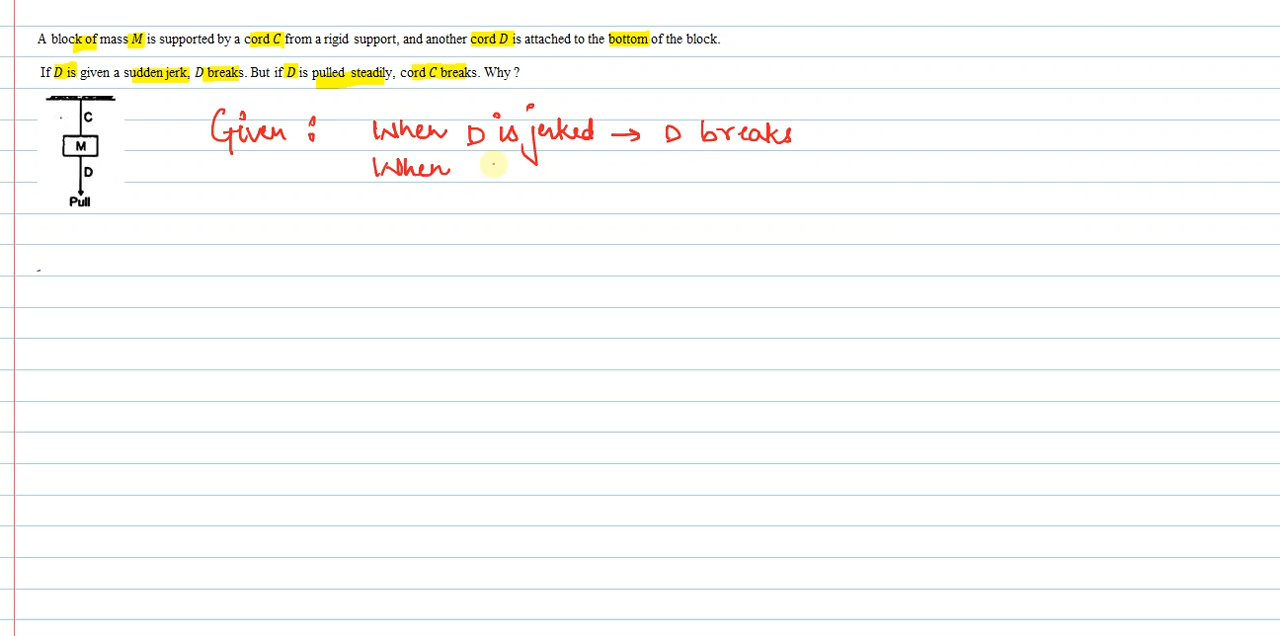 A block of mass M is supported by a cord C from a rigid support, and another cord D is attached to the bottom of the block.
If D is given a sudden jerk, D breaks. But if D is pulled steadily, cord C breaks. Why ?
C
M
D
Pull
Given : When D is jerked → D breaks
When